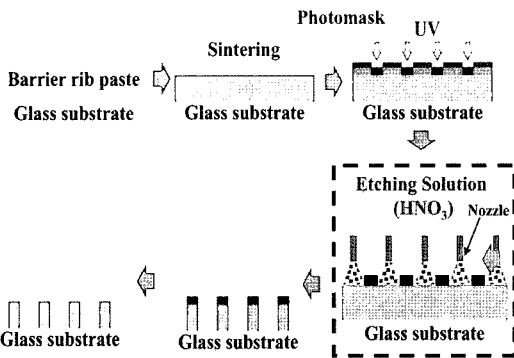 Photomask
UV
Sintering
Barrier rib paste
Glass substrate
Glass substrate
Glass substrate
Etching Solution
(HNO₃)
Nozzle
Glass substrate
Glass substrate
Glass substrate